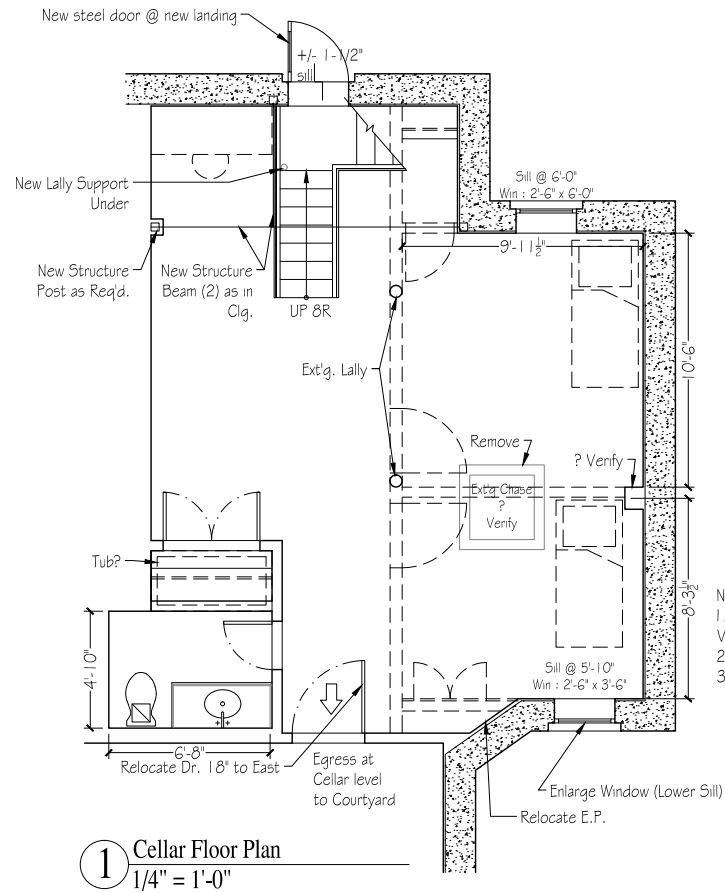 New steel door @ new landing
+/- 1-1/2"
sill
Sill @ 6'-0"
Win : 2'-6" x 6'-0"
New Lally Support
Under
9'-11½"
New Structure
Post as Req'd.
New Structure
Beam (2) as in
Clg.
UP 8R
Ext'g. Lally
10'-6"
Remove
? Verify
Ext'g Chase
?
Verify
Tub?
8'-3½"
N
1.
V
2
3
4'-10"
Sill @ 5'-10"
Win : 2'-6" x 3'-6"
6'-8"
Relocate Dr. 18" to East
Egress at
Cellar level
to Courtyard
Enlarge Window (Lower Sill)
Relocate E.P.
1 Cellar Floor Plan
1/4" = 1'-0"